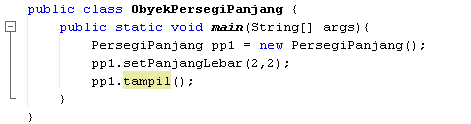 public class ObyekPersegiPanjang {
public static void main(String[] args){
PersegiPanjang pp1 = new PersegiPanjang();
pp1.setPanjangLebar(2,2);
pp1.tampil();
}
}